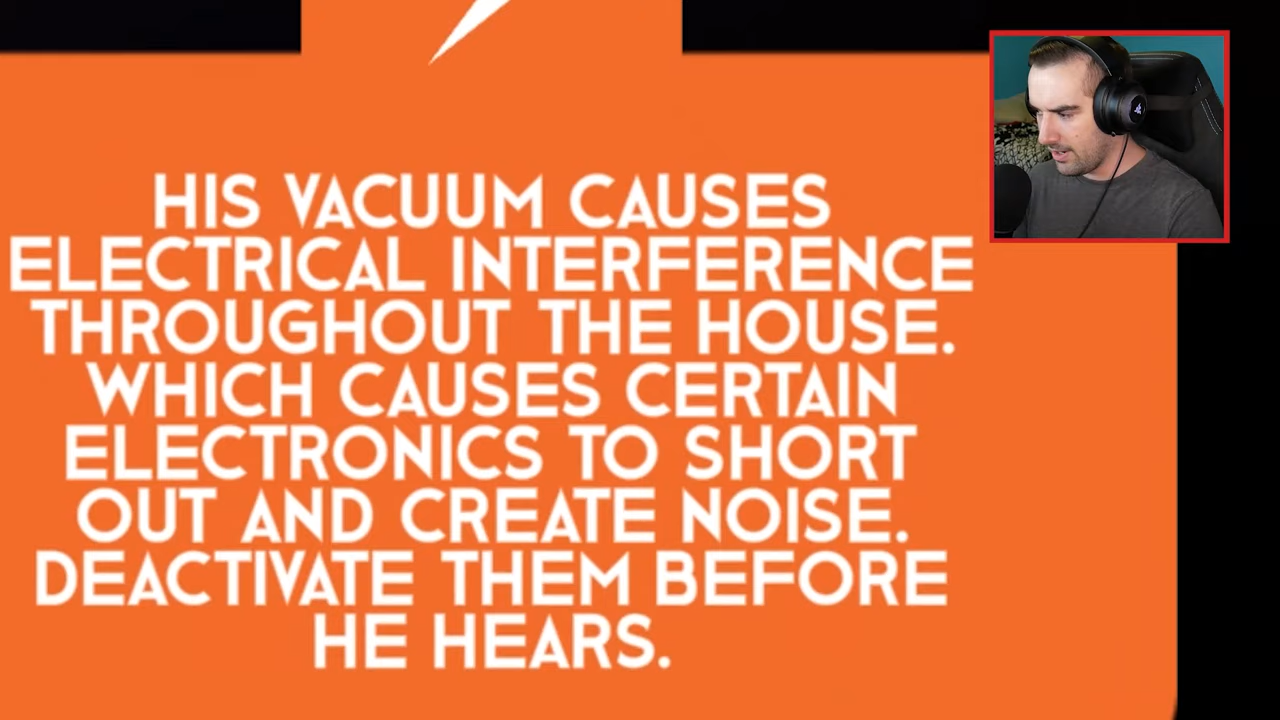 HIS VACUUM CAUSES
ELECTRICAL INTERFERENCE
THROUGHOUT THE HOUSE.
WHICH CAUSES CERTAIN
ELECTRONICS TO SHORT
OUT AND CREATE NOISE.
DEACTIVATE THEM BEFORE
HE HEARS.